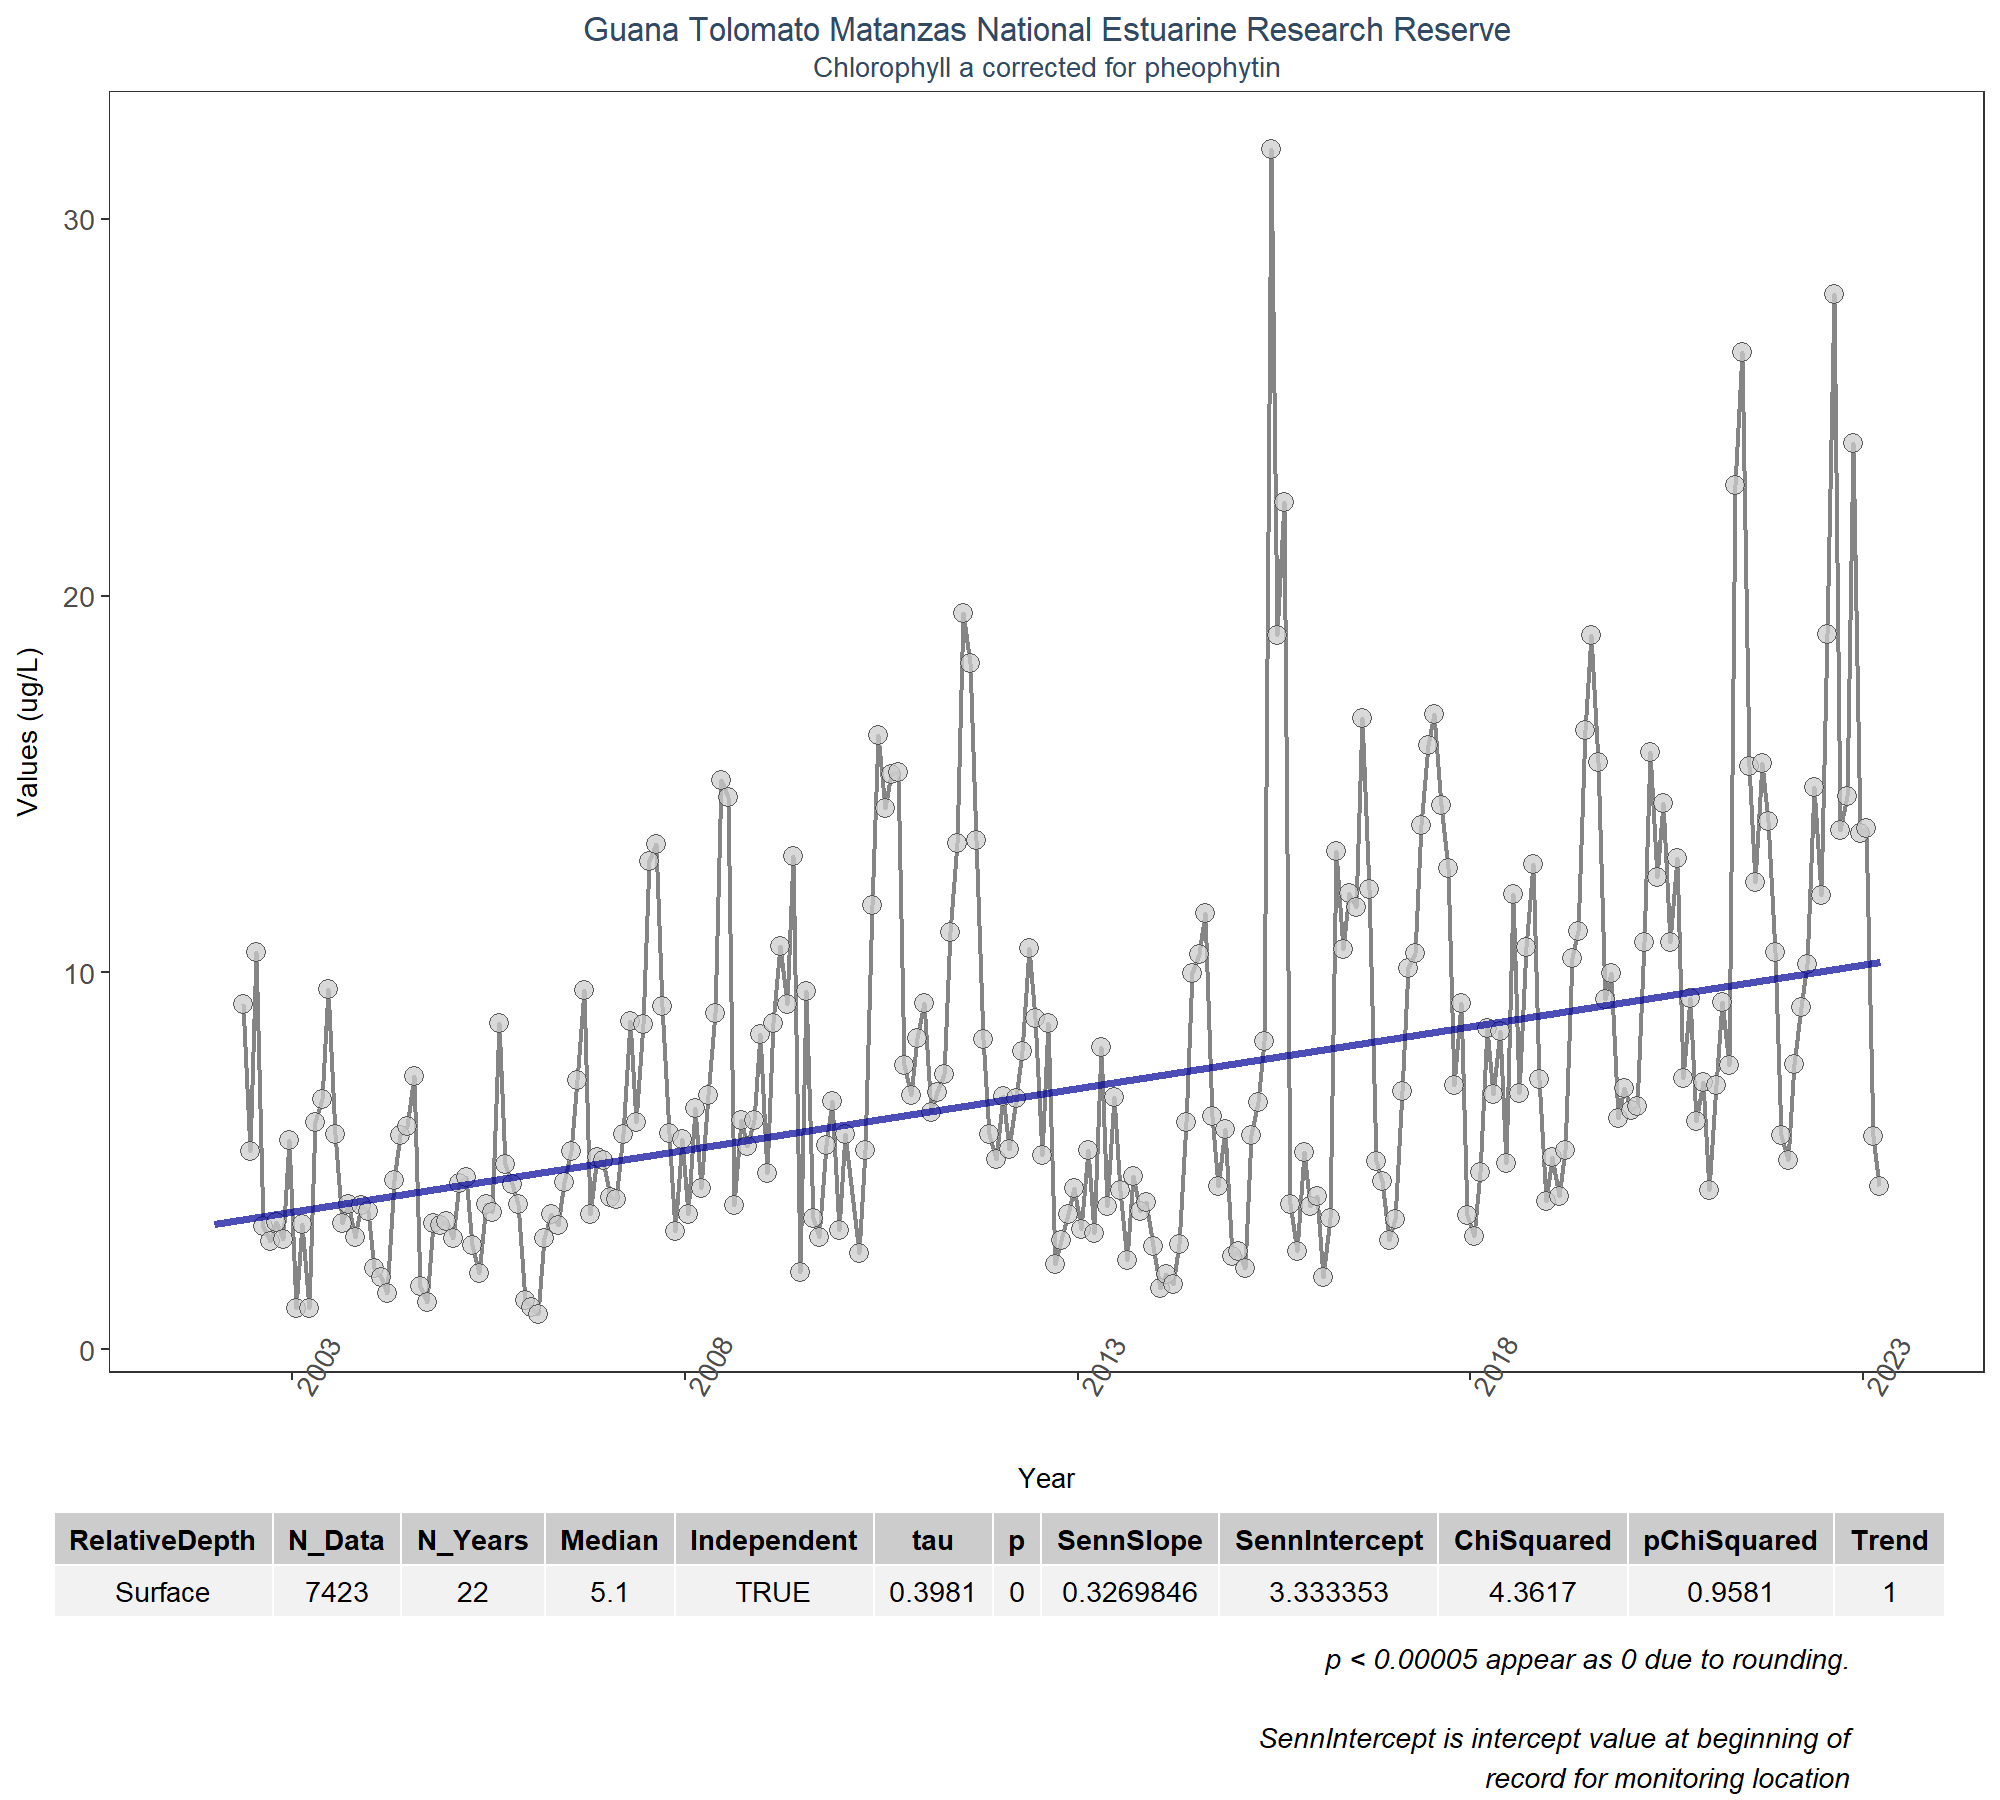 Guana Tolomato Matanzas National Estuarine Research Reserve
Chlorophyll a corrected for pheophytin
Values (ug/L)
30
20
10
0
2003 2008 2013 2018 2023
Year
RelativeDepth N_Data N_Years Median Independent tau p SennSlope SennIntercept ChiSquared pChiSquared Trend
Surface 7423 22 5.1 TRUE 0.3981 0 0.3269846 3.333353 4.3617 0.9581 1
p < 0.00005 appear as 0 due to rounding.
SennIntercept is intercept value at beginning of
record for monitoring location